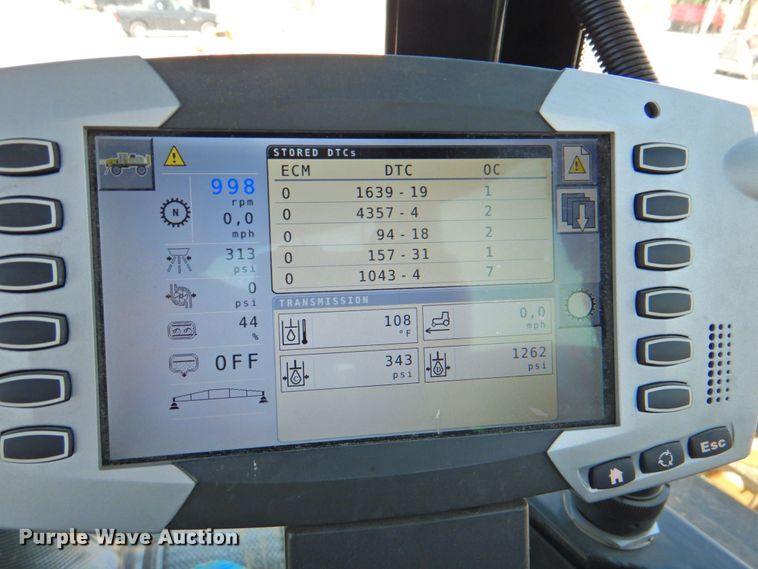 STORED DTCs
ECM DTC OC
0 1639 - 19 1
0 4357 - 4 2
0 94 - 18 2
0 157 - 31 1
0 1043 - 4 7
998
rpm
N
0,0
mph
313
psi
0
psi
44
%
OFF
TRANSMISSION
108
°F
0,0
mph
343
psi
1262
psi
C
D
Esc
Purple Wave Auction